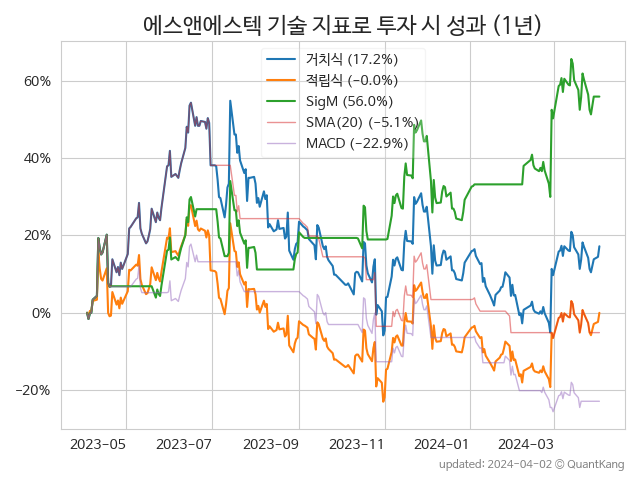 에스앤에스텍 기술 지표로 투자 시 성과 (1년)
거치식 (17.2%)
적립식 (−0.0%)
SigM (56.0%)
SMA(20) (−5.1%)
MACD (−22.9%)
60%
40%
20%
0%
−20%
2023-05 2023-07 2023-09 2023-11 2024-01 2024-03
updated: 2024-04-02 © QuantKang